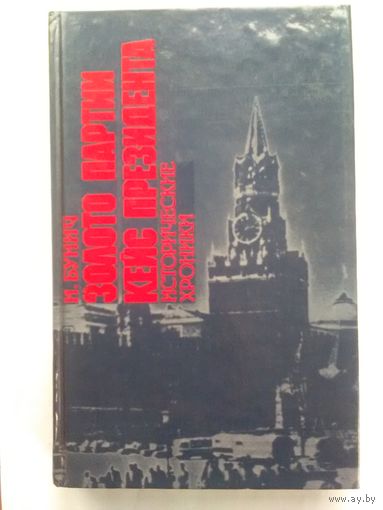 И. БУНИЧ
ЗОЛОТО ПАРТИИ
КЕЙС ПРЕЗИДЕНТА
ИСТОРИЧЕСКИЕ
ХРОНИКИ
www.ay.by